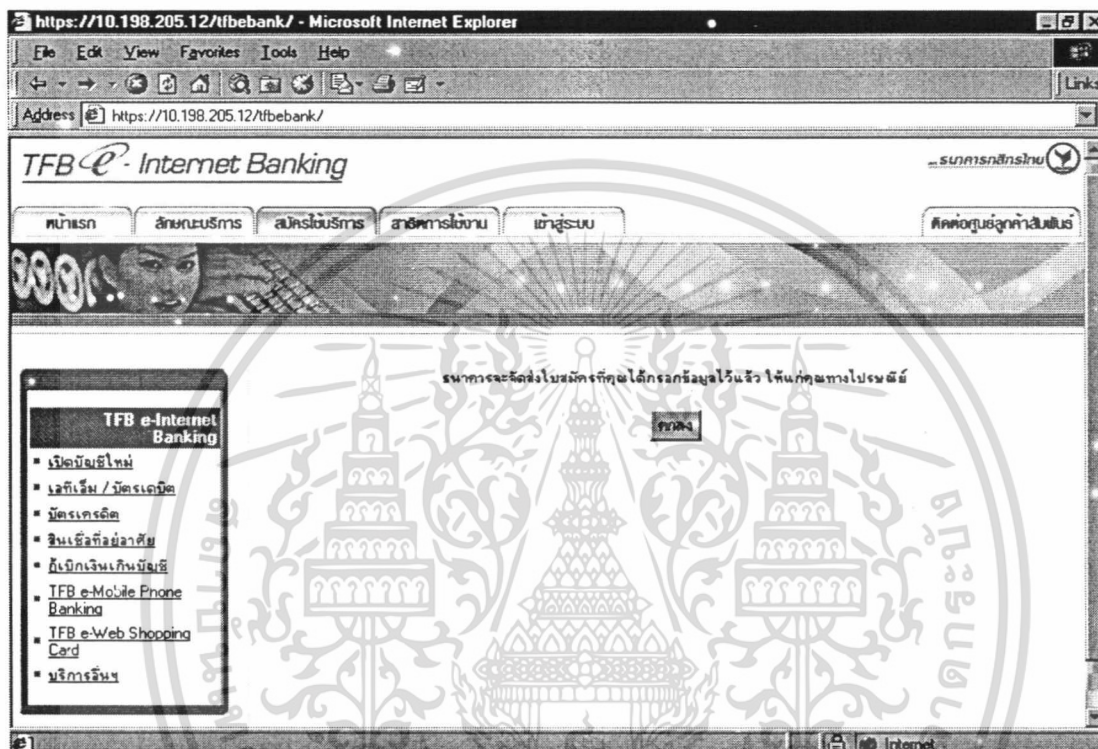 https://10.198.205.12/tfbebank/ - Microsoft Internet Explorer
File Edit View Favorites Tools Help
Links
Address https://10.198.205.12/tfbebank/
TFB e - Internet Banking
...ธนาคารกสิกรไทย
หน้าแรก ลักษณะบริการ สมัครใช้บริการ สาธิตการใช้งาน เข้าสู่ระบบ ติดต่อศูนย์ลูกค้าสัมพันธ์
ธนาคารจะจัดส่งใบสมัครที่คุณได้กรอกข้อมูลไว้แล้ว ให้แก่คุณทางไปรษณีย์
ตกลง
TFB e-Internet
Banking
เปิดบัญชีใหม่
เอทีเอ็ม / บัตรเดบิต
บัตรเครดิต
สินเชื่อที่อยู่อาศัย
กู้เบิกเงินเกินบัญชี
TFB e-Mobile Phone
Banking
TFB e-Web Shopping
Card
บริการอื่นๆ
Internet